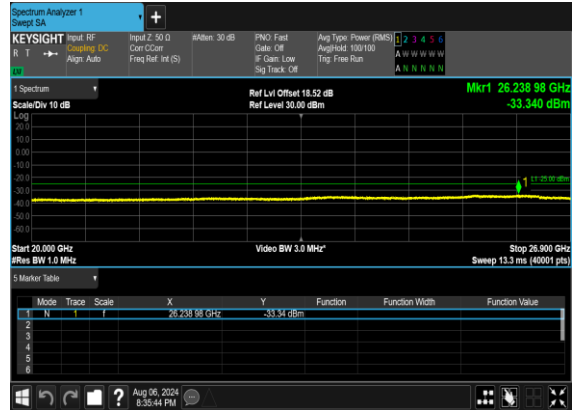 Spectrum Analyzer 1
Swept SA
+
KEYSIGHT
R T
Input: RF
Coupling: DC
Align: Auto
Input Z: 50 Ω
Corr CCorr
Freq Ref: Int (S)
#Atten: 30 dB
PNO: Fast
Gate: Off
IF Gain: Low
Sig Track: Off
Avg Type: Power (RMS)
Avg|Hold: 100/100
Trig: Free Run
1 2 3 4 5 6
A W W W W W
A N N N N N
1 Spectrum
Scale/Div 10 dB
Ref Lvl Offset 18.52 dB
Ref Level 30.00 dBm
Mkr1 26.238 98 GHz
-33.340 dBm
Log
20.0
10.0
0.00
-10.0
-20.0
-30.0
-40.0
-50.0
-60.0
1
L1 -25.00 dBm
Start 20.000 GHz
#Res BW 1.0 MHz
Video BW 3.0 MHz*
Stop 26.900 GHz
Sweep 13.3 ms (40001 pts)
5 Marker Table
Mode Trace Scale X Y Function Function Width Function Value
1 N 1 f 26.238 98 GHz -33.34 dBm
2
3
4
5
6
?
Aug 06, 2024
8:35:44 PM